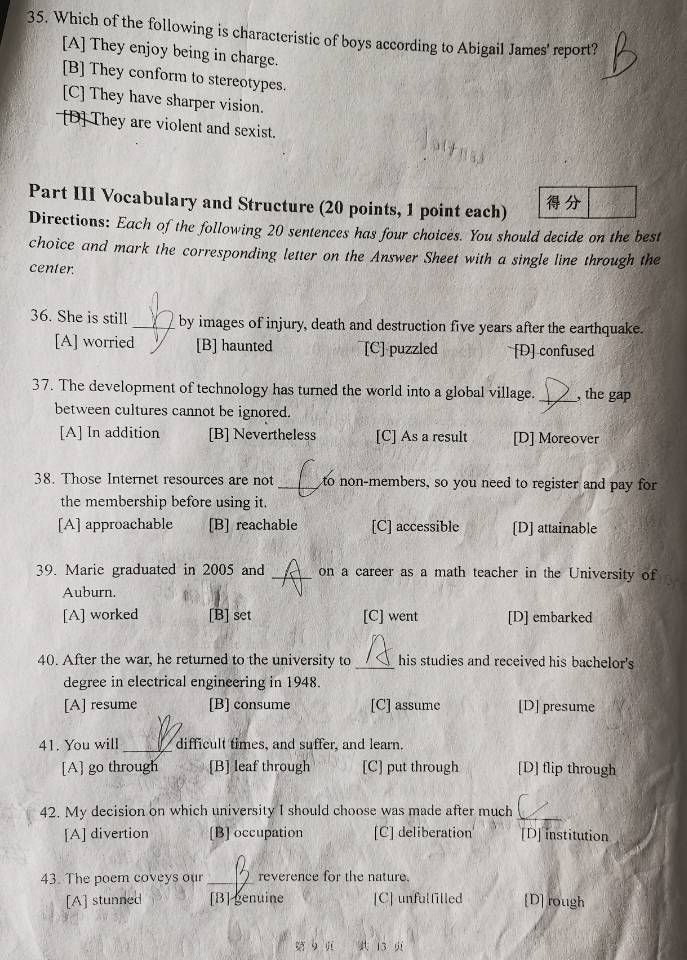 35. Which of the following is characteristic of boys according to Abigail James' report?
B
[A] They enjoy being in charge.
[B] They conform to stereotypes.
[C] They have sharper vision.
[D] They are violent and sexist.
Part III Vocabulary and Structure (20 points, 1 point each)
得 分
Directions: Each of the following 20 sentences has four choices. You should decide on the best
choice and mark the corresponding letter on the Answer Sheet with a single line through the
center.
36. She is still ______ by images of injury, death and destruction five years after the earthquake.
[A] worried [B] haunted [C] puzzled [D] confused
37. The development of technology has turned the world into a global village. D, the gap
between cultures cannot be ignored.
[A] In addition [B] Nevertheless [C] As a result [D] Moreover
38. Those Internet resources are not C to non-members, so you need to register and pay for
the membership before using it.
[A] approachable [B] reachable [C] accessible [D] attainable
39. Marie graduated in 2005 and A on a career as a math teacher in the University of
Auburn.
[A] worked [B] set [C] went [D] embarked
40. After the war, he returned to the university to A his studies and received his bachelor's
degree in electrical engineering in 1948.
[A] resume [B] consume [C] assume [D] presume
41. You will B difficult times, and suffer, and learn.
[A] go through [B] leaf through [C] put through [D] flip through
42. My decision on which university I should choose was made after much C
[A] divertion [B] occupation [C] deliberation [D] institution
43. The poem coveys our B reverence for the nature.
[A] stunned [B] genuine [C] unfulfilled [D] rough
第 9 页 共 13 页